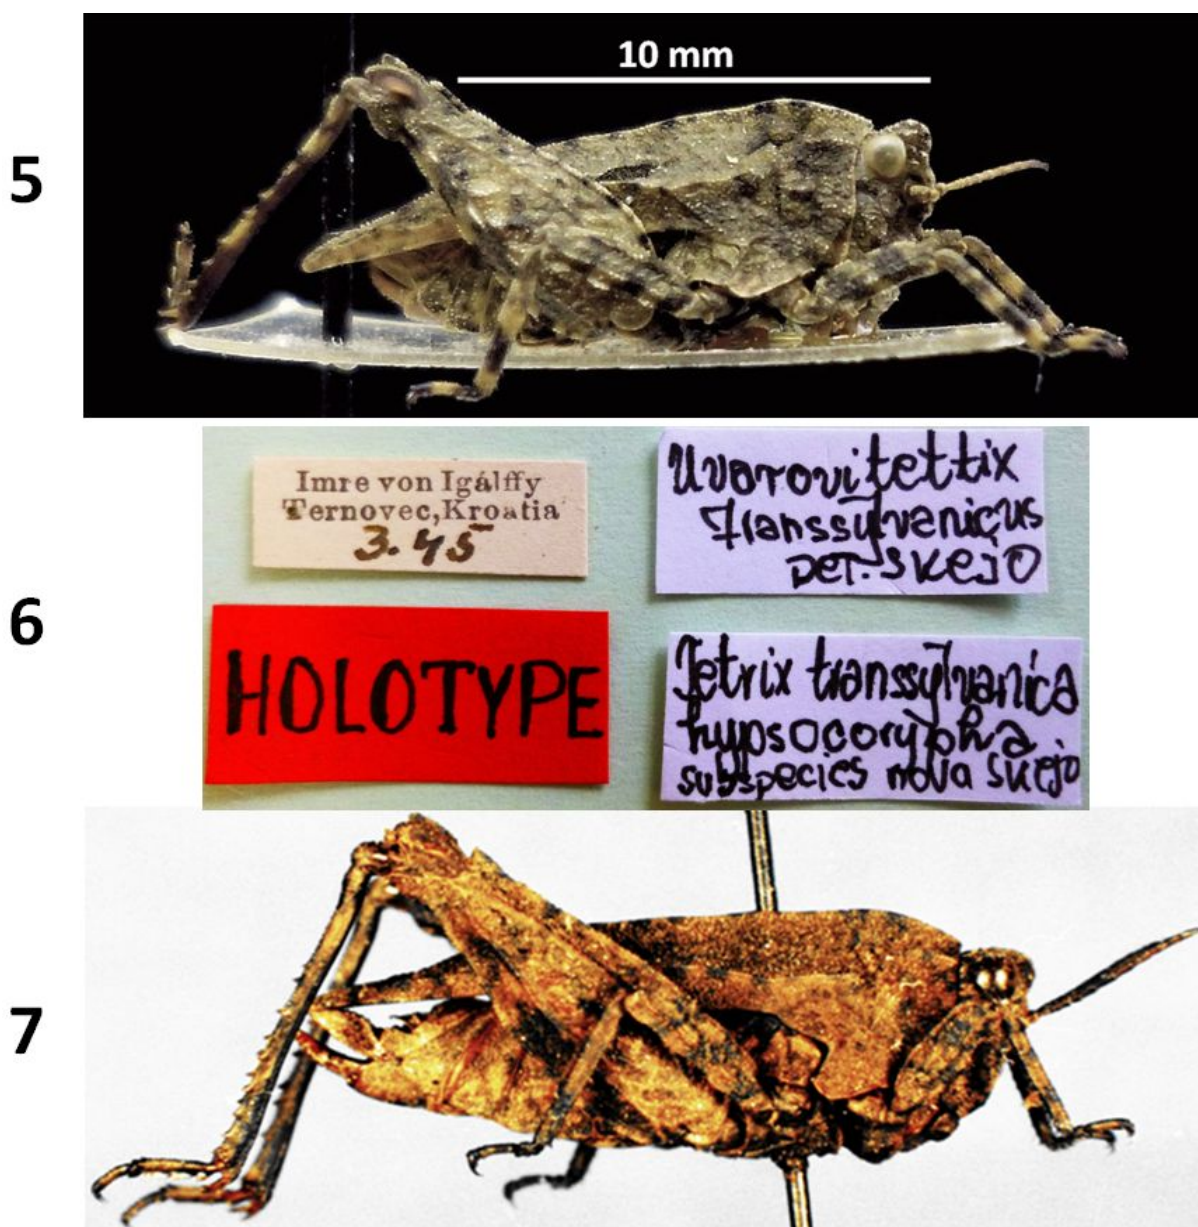 5
10 mm
6
Imre von Igálffy
Ternovec, Kroatia
3.45
Uvarovitettix
transsylvanicus
DET. SKEJO
HOLOTYPE
Tetrix transsylvanica
hypsocorypha
subspecies nova Skejo
7